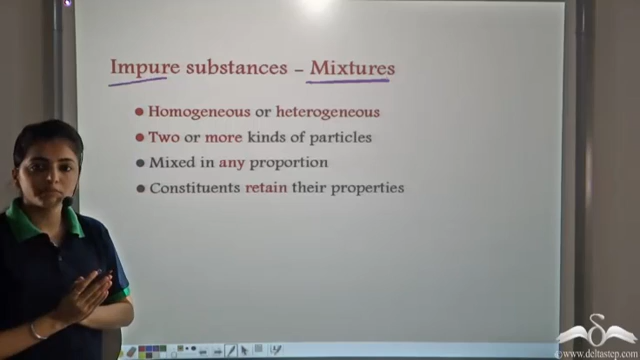 Impure substances - Mixtures
Homogeneous or heterogeneous
Two or more kinds of particles
Mixed in any proportion
Constituents retain their properties
©www.deltastep.com